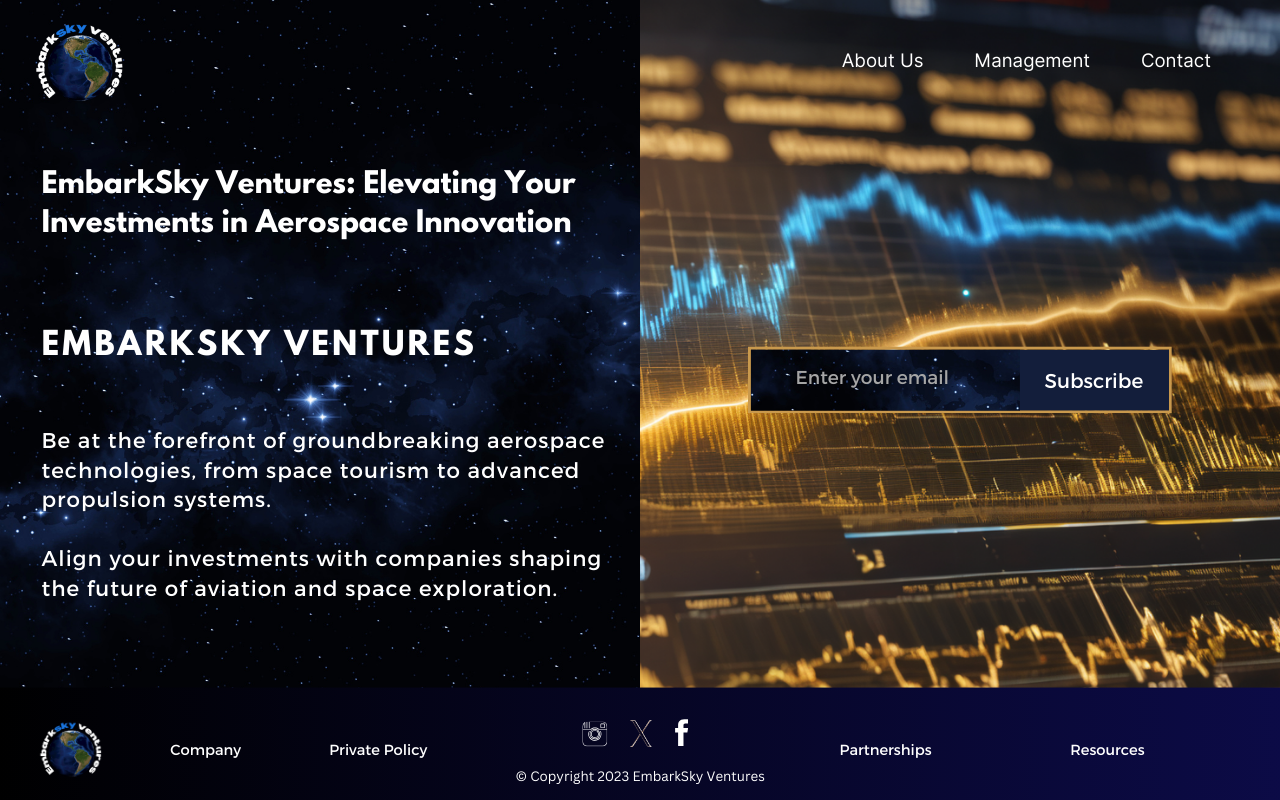 Embarksky Ventures
About Us Management Contact
EmbarkSky Ventures: Elevating Your
Investments in Aerospace Innovation
EMBARKSKY VENTURES
Be at the forefront of groundbreaking aerospace
technologies, from space tourism to advanced
propulsion systems.
Align your investments with companies shaping
the future of aviation and space exploration.
Enter your email Subscribe
Embarksky Ventures
Company Private Policy
Partnerships Resources
© Copyright 2023 EmbarkSky Ventures